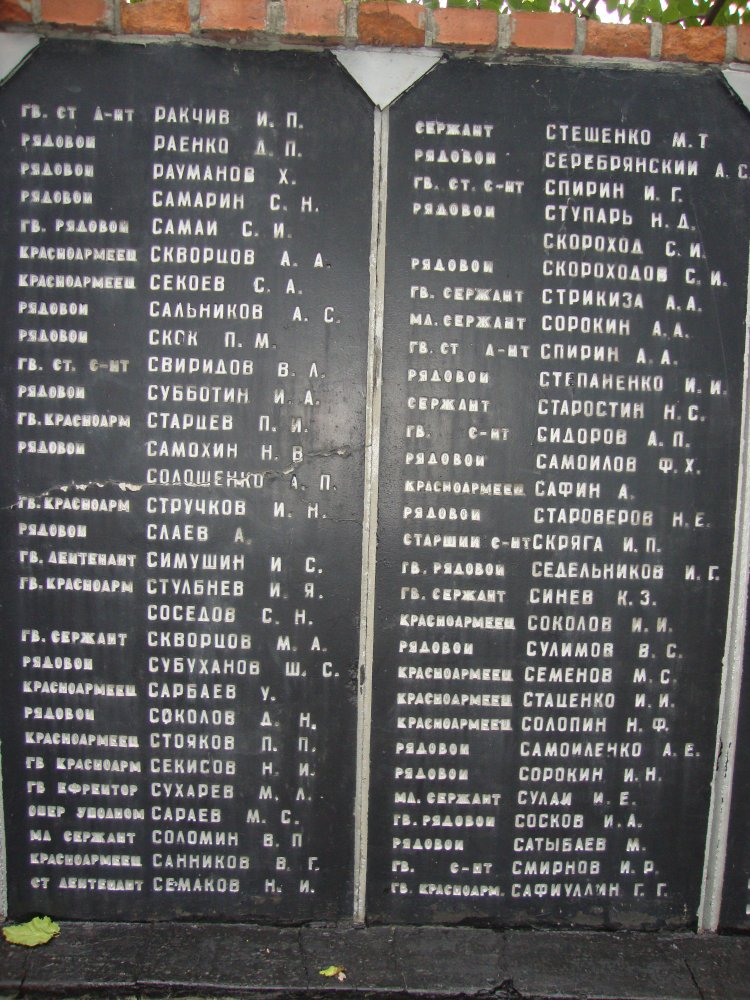 ГВ. СТ Л-НТ РАКЧИВ И. П.
РЯДОВОЙ РАЕНКО Д. П.
РЯДОВОЙ РАУМАНОВ Х.
РЯДОВОЙ САМАРИН С. Н.
ГВ. РЯДОВОЙ САМАИ С. И.
КРАСНОАРМЕЕЦ СКВОРЦОВ А. А.
КРАСНОАРМЕЕЦ СЕКОЕВ С. А.
РЯДОВОЙ САЛЬНИКОВ А. С.
РЯДОВОЙ СКОК П. М.
ГВ. СТ. С-НТ СВИРИДОВ В. Л.
РЯДОВОЙ СУББОТИН И. А.
ГВ. КРАСНОАРМ СТАРЦЕВ П. И.
РЯДОВОЙ САМОХИН Н. В
СОЛОШЕНКО А. П.
ГВ. КРАСНОАРМ СТРУЧКОВ И. Н.
РЯДОВОЙ СЛАЕВ А.
ГВ. ЛЕЙТЕНАНТ СИМУШИН И С.
ГВ. КРАСНОАРМ СТУЛБНЕВ И. Я.
СОСЕДОВ С. Н.
ГВ. СЕРЖАНТ СКВОРЦОВ М. А.
РЯДОВОЙ СУБУХАНОВ Ш. С.
КРАСНОАРМЕЕЦ САРБАЕВ У.
РЯДОВОЙ СОКОЛОВ Д. Н.
КРАСНОАРМЕЕЦ СТОЯКОВ П. П.
ГВ КРАСНОАРМ СЕКИСОВ Н. И.
ГВ ЕФРЕЙТОР СУХАРЕВ М. Л.
ОПЕР УПОЛНОМ САРАЕВ М. С.
МЛ СЕРЖАНТ СОЛОМИН В. П
КРАСНОАРМЕЕЦ САННИКОВ В. Г.
СТ ЛЕЙТЕНАНТ СЕМАКОВ Н. И.
СЕРЖАНТ СТЕШЕНКО М. Т
РЯДОВОЙ СЕРЕБРЯНСКИЙ А. С
ГВ. СТ. С-НТ СПИРИН И. Г.
РЯДОВОЙ СТУПАРЬ Н. Д.
СКОРОХОД С. И.
РЯДОВОЙ СКОРОХОДОВ С. И.
ГВ. СЕРЖАНТ СТРИКИЗА А. А.
МЛ. СЕРЖАНТ СОРОКИН А. А.
ГВ. СТ Л-НТ СПИРИН А. А.
РЯДОВОЙ СТЕПАНЕНКО И. И.
СЕРЖАНТ СТАРОСТИН Н. С.
ГВ. С-НТ СИДОРОВ А. П.
РЯДОВОЙ САМОИЛОВ Ф. Х.
КРАСНОАРМЕЕЦ САФИН А.
РЯДОВОЙ СТАРОВЕРОВ Н. Е.
СТАРШИЙ С-НТ СКРЯГА И. П.
ГВ. РЯДОВОЙ СЕДЕЛЬНИКОВ И. Г.
ГВ. СЕРЖАНТ СИНЕВ К. З.
КРАСНОАРМЕЕЦ СОКОЛОВ И. И.
РЯДОВОЙ СУЛИМОВ В. С.
КРАСНОАРМЕЕЦ СЕМЕНОВ М. С.
КРАСНОАРМЕЕЦ СТАЦЕНКО И. И.
КРАСНОАРМЕЕЦ СОЛОПИН Н. Ф.
РЯДОВОЙ САМОИЛЕНКО А. Е.
РЯДОВОЙ СОРОКИН И. Н.
МЛ. СЕРЖАНТ СУЛАЙ И. Е.
ГВ. РЯДОВОЙ СОСКОВ И. А.
РЯДОВОЙ САТЫБАЕВ М.
ГВ. С-НТ СМИРНОВ И. Р.
ГВ. КРАСНОАРМ. САФИУЛЛИН Г. Г.